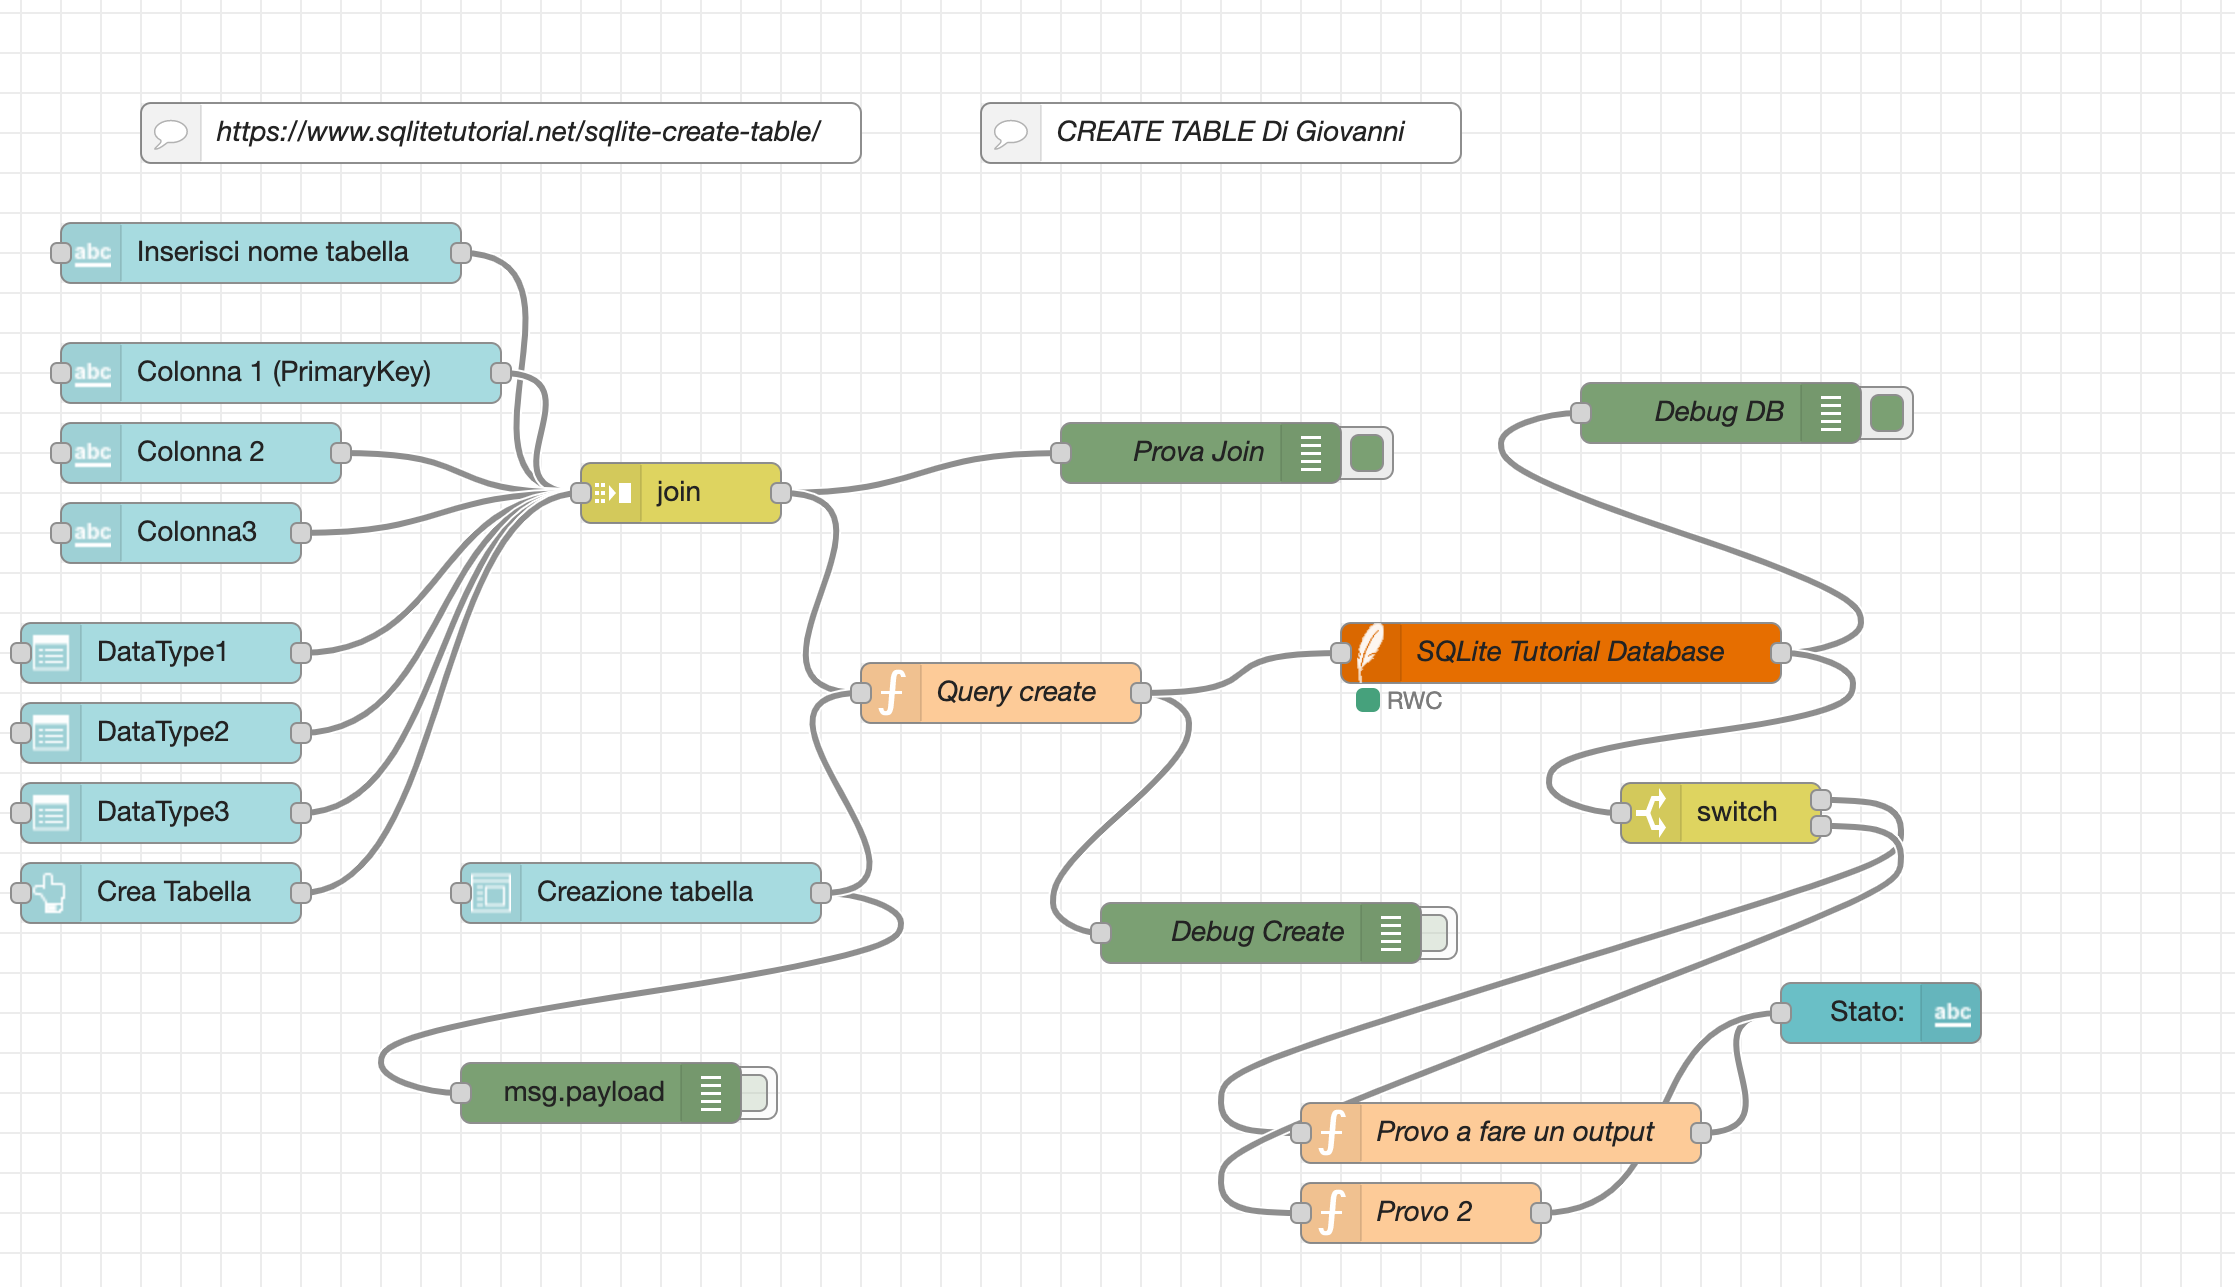 https://www.sqlitetutorial.net/sqlite-create-table/
CREATE TABLE Di Giovanni
abc Inserisci nome tabella
abc Colonna 1 (PrimaryKey)
abc Colonna 2
abc Colonna3
join
Prova Join
Debug DB
DataType1
DataType2
DataType3
Crea Tabella
Query create
SQLite Tutorial Database
RWC
switch
Creazione tabella
Debug Create
Stato: abc
msg.payload
Provo a fare un output
Provo 2